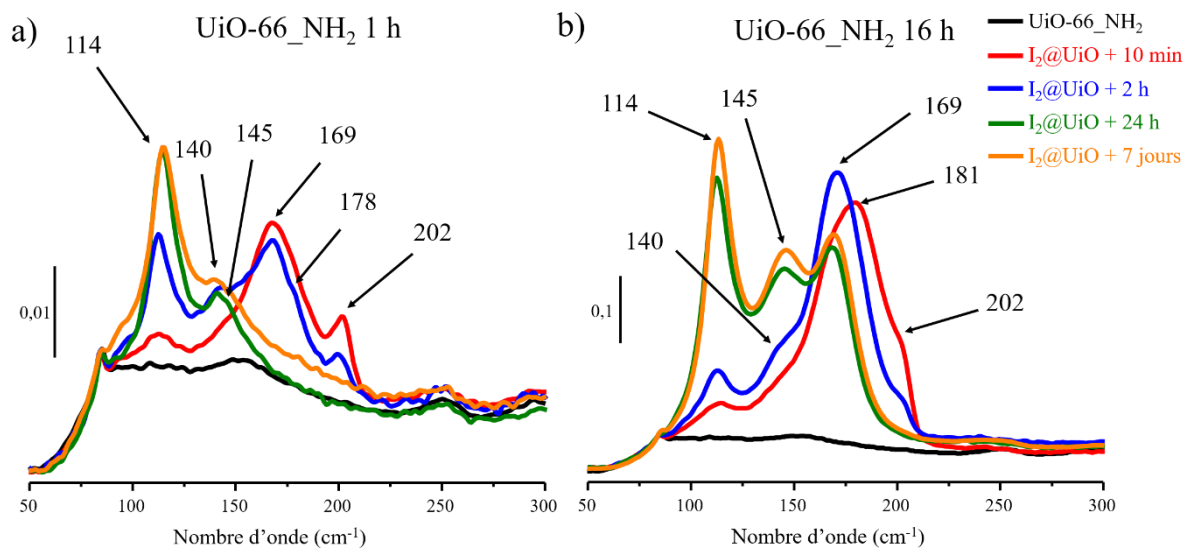 a)
UiO-66_NH₂ 1 h
114
140
145
169
178
202
0,01
50
100
150
200
250
300
Nombre d’onde (cm⁻¹)
b)
UiO-66_NH₂ 16 h
114
145
169
181
140
202
0,1
50
100
150
200
250
300
Nombre d’onde (cm⁻¹)
UiO-66_NH₂
I₂@UiO + 10 min
I₂@UiO + 2 h
I₂@UiO + 24 h
I₂@UiO + 7 jours